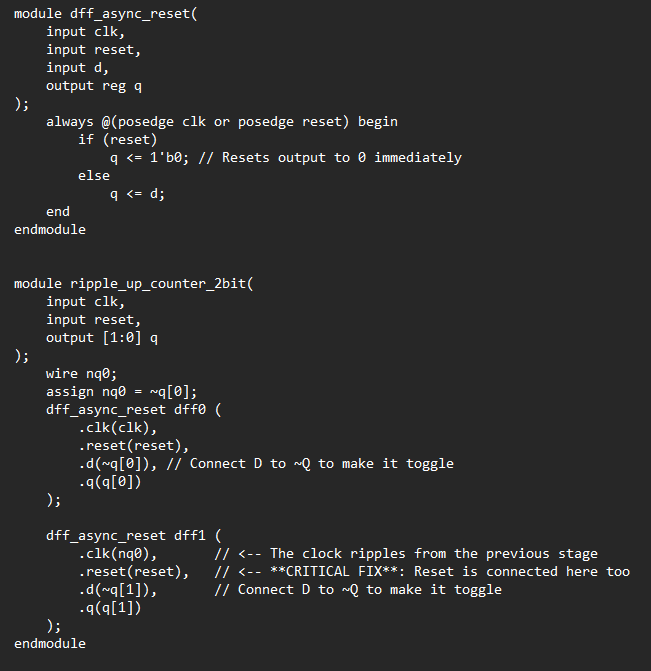 module dff_async_reset(
    input clk,
    input reset,
    input d,
    output reg q
);
    always @(posedge clk or posedge reset) begin
        if (reset)
            q <= 1'b0; // Resets output to 0 immediately
        else
            q <= d;
    end
endmodule
module ripple_up_counter_2bit(
    input clk,
    input reset,
    output [1:0] q
);
    wire nq0;
    assign nq0 = ~q[0];
    dff_async_reset dff0 (
        .clk(clk),
        .reset(reset),
        .d(~q[0]), // Connect D to ~Q to make it toggle
        .q(q[0])
    );
    dff_async_reset dff1 (
        .clk(nq0),       // <-- The clock ripples from the previous stage
        .reset(reset),   // <-- **CRITICAL FIX**: Reset is connected here too
        .d(~q[1]),       // Connect D to ~Q to make it toggle
        .q(q[1])
    );
endmodule